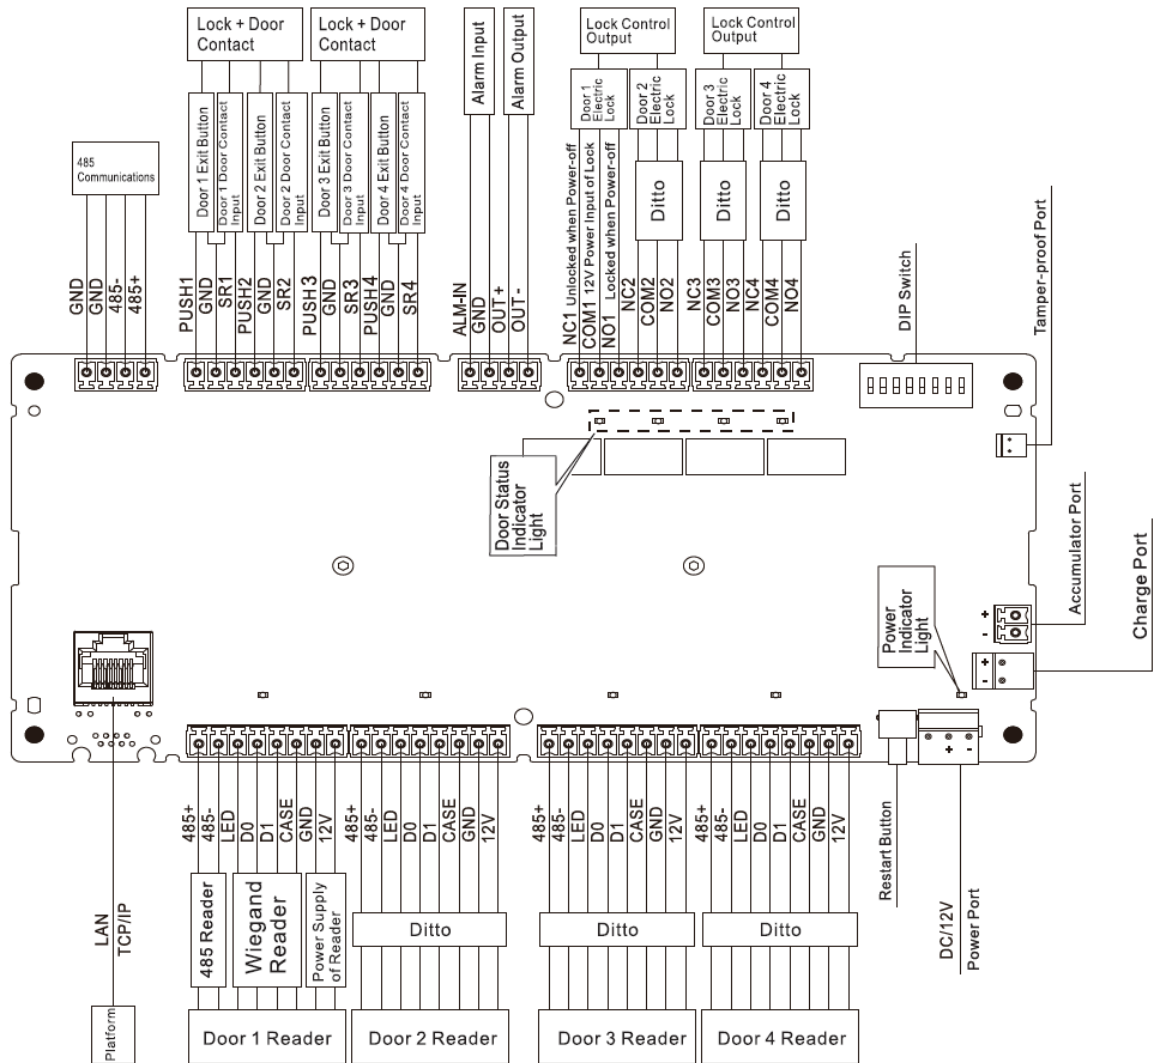 Lock + Door
Contact
Lock + Door
Contact
Alarm Input
Alarm Output
Lock Control
Output
Lock Control
Output
485
Communications
Door 1 Exit Button
Door 1 Door Contact
Input
Door 2 Exit Button
Door 2 Door Contact
Input
Door 3 Exit Button
Door 3 Door Contact
Input
Door 4 Exit Button
Door 4 Door Contact
Input
Door 1
Electric
Lock
Door 2
Electric
Lock
Door 3
Electric
Lock
Door 4
Electric
Lock
Ditto
Ditto
Ditto
GND
GND
485-
485+
PUSH1
GND
SR1
PUSH2
GND
SR2
PUSH3
GND
SR3
PUSH4
GND
SR4
ALM-IN
GND
OUT+
OUT-
NC1 Unlocked when Power-off
COM1 12V Power Input of Lock
NO1 Locked when Power-off
NC2
COM2
NO2
NC3
COM3
NO3
NC4
COM4
NO4
DIP Switch
Tamper-proof Port
Door Status
Indicator
Light
Accumulator Port
Charge Port
Power
Indicator
Light
+
-
+
-
+
-
485+
485-
LED
D0
D1
CASE
GND
12V
485+
485-
LED
D0
D1
CASE
GND
12V
485+
485-
LED
D0
D1
CASE
GND
12V
485+
485-
LED
D0
D1
CASE
GND
12V
Restart Button
DC/12V
Power Port
LAN
TCP/IP
485 Reader
Wiegand
Reader
Power Supply
of Reader
Ditto
Ditto
Ditto
Platform
Door 1 Reader
Door 2 Reader
Door 3 Reader
Door 4 Reader